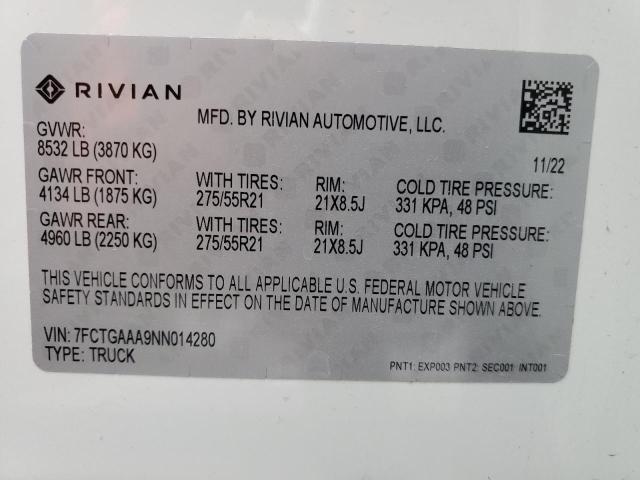 RIVIAN
MFD. BY RIVIAN AUTOMOTIVE, LLC.
GVWR:
8532 LB (3870 KG)
11/22
GAWR FRONT: WITH TIRES: RIM: COLD TIRE PRESSURE:
4134 LB (1875 KG) 275/55R21 21X8.5J 331 KPA, 48 PSI
GAWR REAR: WITH TIRES: RIM: COLD TIRE PRESSURE:
4960 LB (2250 KG) 275/55R21 21X8.5J 331 KPA, 48 PSI
THIS VEHICLE CONFORMS TO ALL APPLICABLE U.S. FEDERAL MOTOR VEHICLE
SAFETY STANDARDS IN EFFECT ON THE DATE OF MANUFACTURE SHOWN ABOVE.
VIN: 7FCTGAAA9NN014280
TYPE: TRUCK
PNT1: EXP003 PNT2: SEC001: INT001